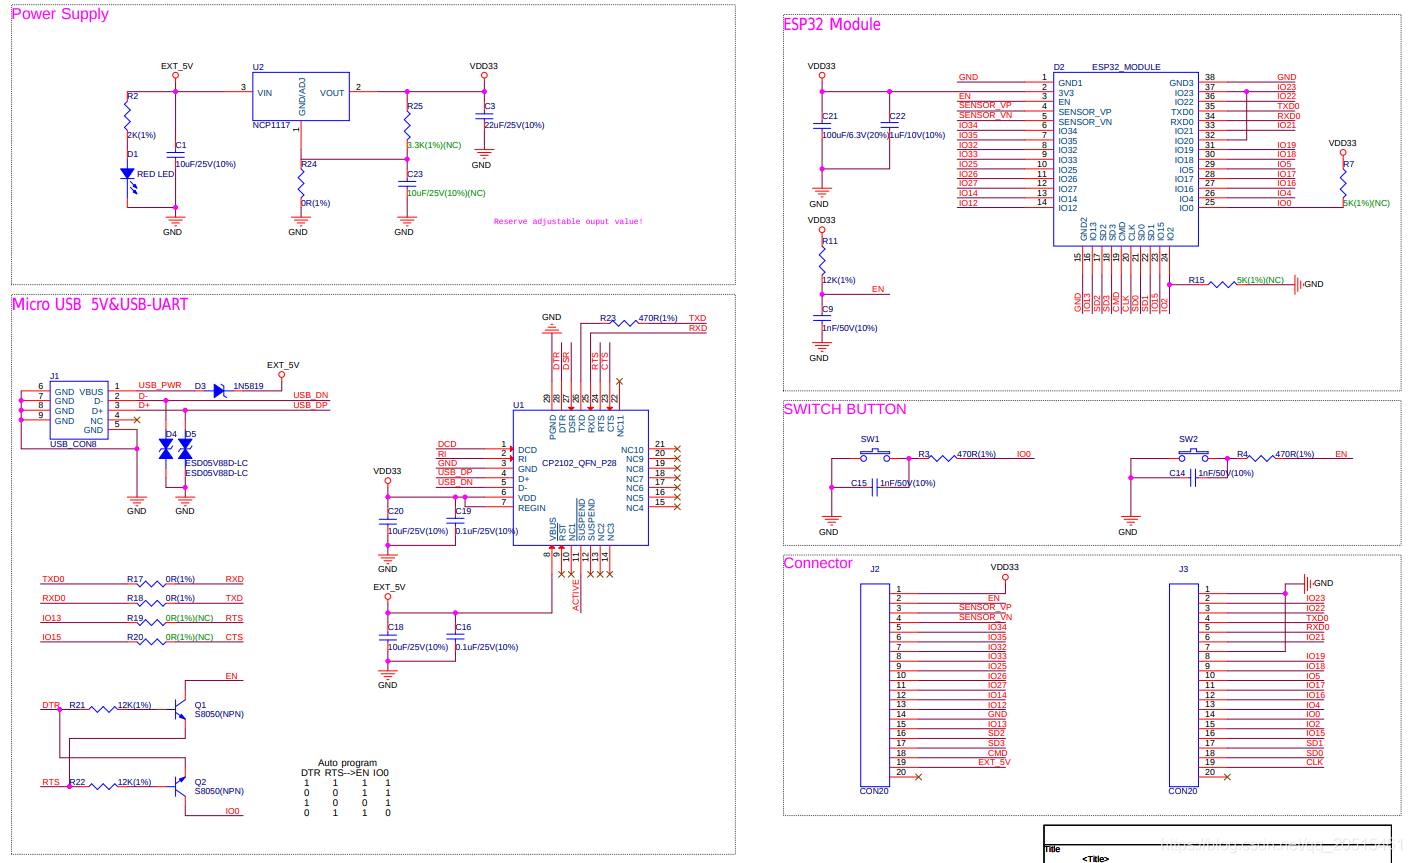 Power Supply
EXT_5V
U2
VDD33
3
VIN
GND/ADJ
VOUT
2
R2
NCP1117
1
R25
C3
22uF/25V(10%)
2K(1%)
C1
3.3K(1%)(NC)
D1
10uF/25V(10%)
RED LED
R24
GND
C23
10uF/25V(10%)(NC)
0R(1%)
Reserve adjustable ouput value!
GND
GND
GND
ESP32 Module
VDD33
D2
ESP32_MODULE
GND 1 GND1
2 3V3
EN 3 EN
SENSOR_VP 4 SENSOR_VP
SENSOR_VN 5 SENSOR_VN
IO34 6 IO34
IO35 7 IO35
IO32 8 IO32
IO33 9 IO33
IO25 10 IO25
IO26 11 IO26
IO27 12 IO27
IO14 13 IO14
IO12 14 IO12
GND3 38 GND
IO23 37 IO23
IO22 36 IO22
TXD0 35 TXD0
RXD0 34 RXD0
IO21 33 IO21
IO20 32
IO19 31 IO19
IO18 30 IO18
IO5 29 IO5
IO17 28 IO17
IO16 27 IO16
IO4 26 IO4
IO0 25 IO0
GND2 IO13 SD2 SD3 CMD CLK SD0 SD1 IO15 IO2
15 16 17 18 19 20 21 22 23 24
GND IO13 SD2 SD3 CMD CLK SD0 SD1 IO15 IO2
C21
100uF/6.3V(20%)
C22
1uF/10V(10%)
GND
VDD33
R7
5K(1%)(NC)
VDD33
R11
12K(1%)
EN
C9
1nF/50V(10%)
GND
R15
5K(1%)(NC)
GND
Micro USB 5V&USB-UART
GND
R23
470R(1%)
TXD
RXD
EXT_5V
J1
USB_PWR
D3
1N5819
6 GND VBUS 1
7 GND D- 2 D-
8 GND D+ 3 D+
9 GND NC 4
GND 5
USB_CON8
USB_DN
USB_DP
D4
D5
ESD05V88D-LC
ESD05V88D-LC
GND
GND
DTR DSR RTS CTS
29 28 27 26 25 24 23 22
U1
PGND DTR DSR TXD RXD RTS CTS NC11
CP2102_QFN_P28
DCD 1 DCD
RI 2 RI
GND 3 GND
USB_DP 4 D+
USB_DN 5 D-
6 VDD
7 REGIN
NC10 21
NC9 20
NC8 19
NC7 18
NC6 17
NC5 16
NC4 15
VBUS RST NC1 SUSPEND SUSPEND NC2 NC3
8 9 10 11 12 13 14
ACTIVE
VDD33
C20
10uF/25V(10%)
C19
0.1uF/25V(10%)
GND
EXT_5V
C18
10uF/25V(10%)
C16
0.1uF/25V(10%)
GND
TXD0 R17 0R(1%) RXD
RXD0 R18 0R(1%) TXD
IO13 R19 0R(1%)(NC) RTS
IO15 R20 0R(1%)(NC) CTS
EN
DTR R21 12K(1%)
Q1
S8050(NPN)
RTS R22 12K(1%)
Q2
S8050(NPN)
IO0
Auto program
DTR RTS-->EN IO0
1 1 1 1
0 0 1 1
1 0 0 1
0 1 1 0
SWITCH BUTTON
SW1
R3
470R(1%)
IO0
C15
1nF/50V(10%)
GND
SW2
R4
470R(1%)
EN
C14
1nF/50V(10%)
GND
Connector
J2
VDD33
1
2 EN
3 SENSOR_VP
4 SENSOR_VN
5 IO34
6 IO35
7 IO32
8 IO33
9 IO25
10 IO26
11 IO27
12 IO14
13 IO12
14 GND
15 IO13
16 SD2
17 SD3
18 CMD
19 EXT_5V
20
CON20
J3
GND
1
2 IO23
3 IO22
4 TXD0
5 RXD0
6 IO21
7
8 IO19
9 IO18
10 IO5
11 IO17
12 IO16
13 IO4
14 IO0
15 IO2
16 IO15
17 SD1
18 SD0
19 CLK
20
CON20
Title
<Title>